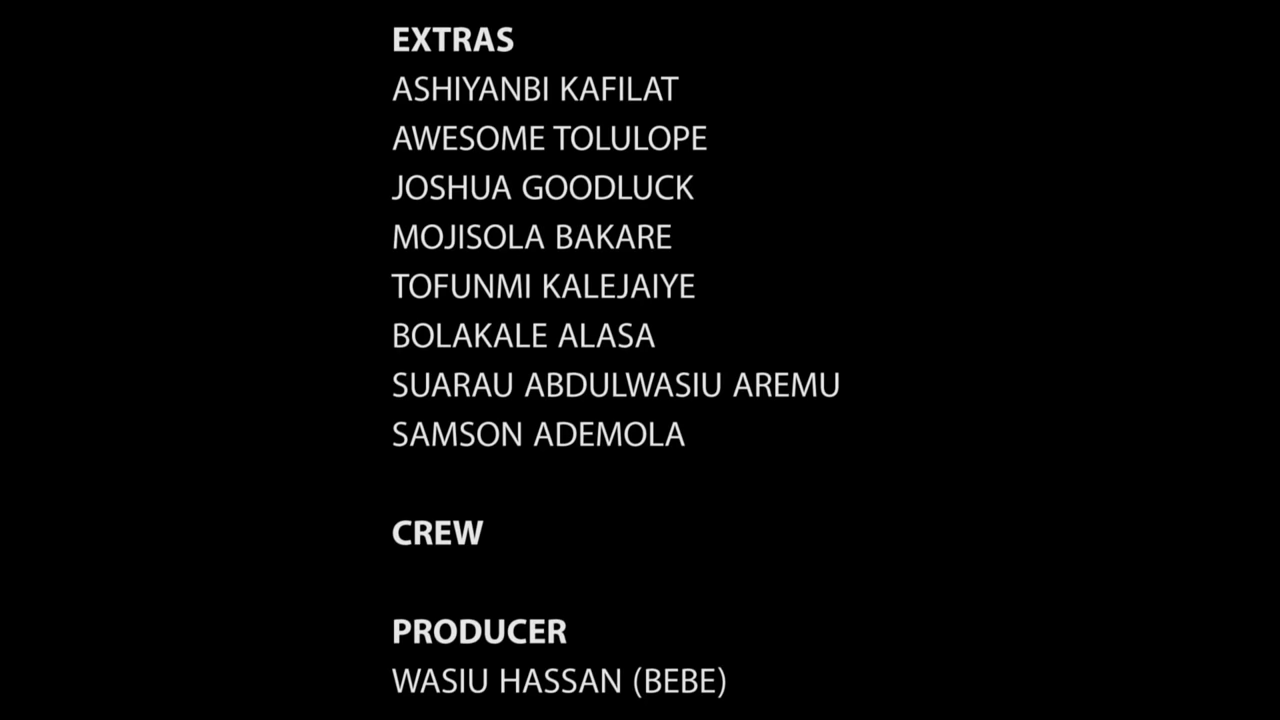 EXTRAS
ASHIYANBI KAFILAT
AWESOME TOLULOPE
JOSHUA GOODLUCK
MOJISOLA BAKARE
TOFUNMI KALEJAIYE
BOLAKALE ALASA
SUARAU ABDULWASIU AREMU
SAMSON ADEMOLA
CREW
PRODUCER
WASIU HASSAN (BEBE)